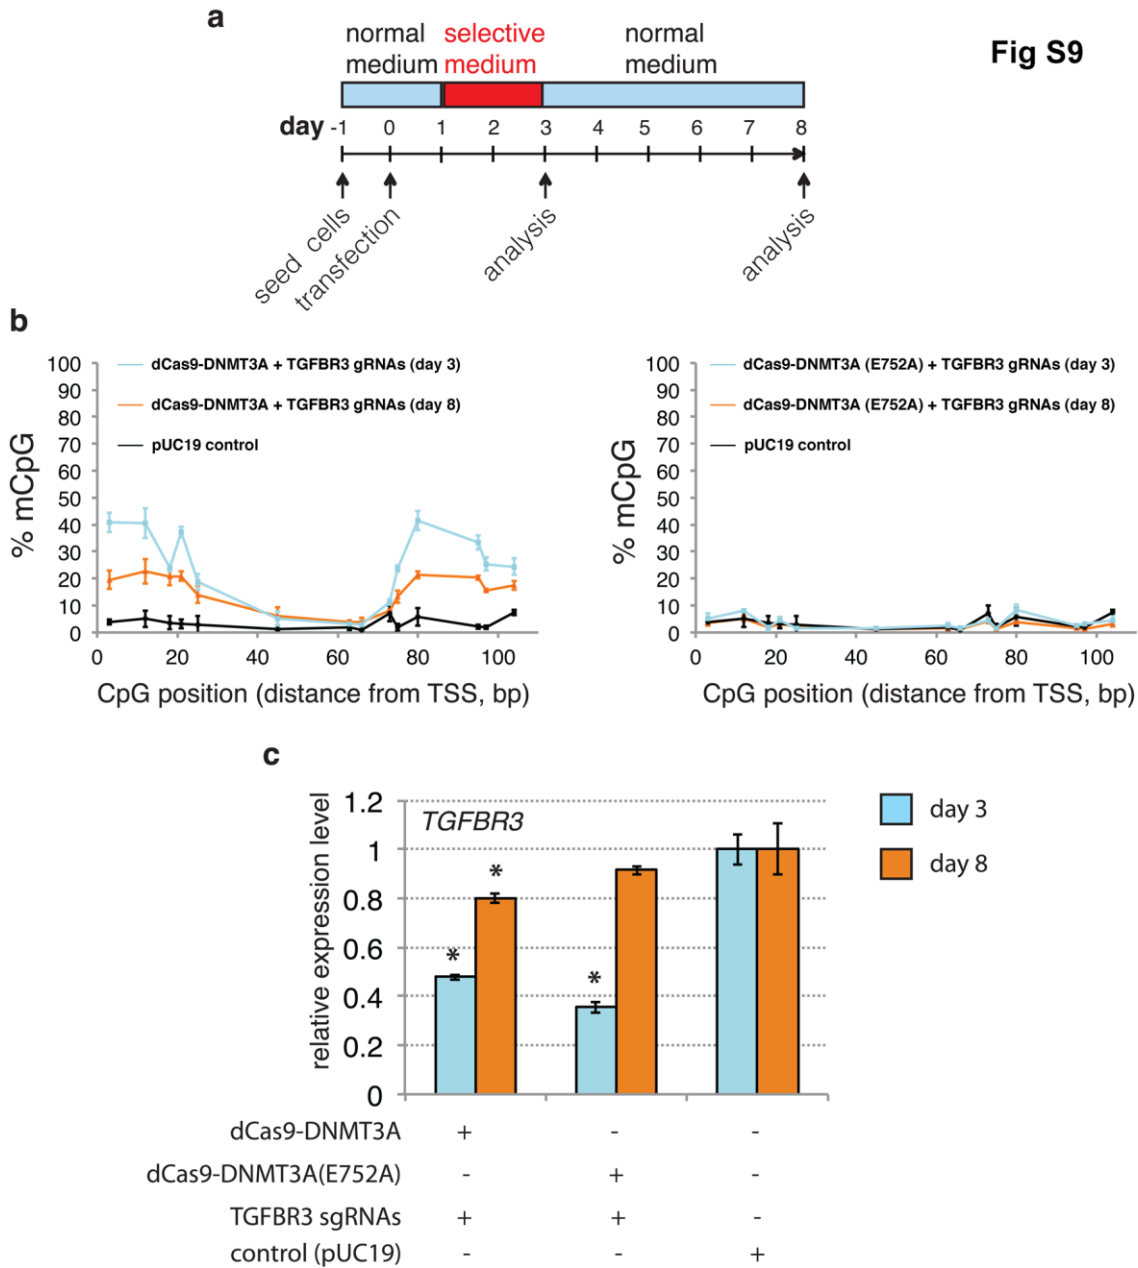 a
normal selective normal
medium medium medium
Fig S9
day -1 0 1 2 3 4 5 6 7 8
seed cells
transfection
analysis
analysis
b
100
90
80
70
60
50
40
30
20
10
0
% mCpG
dCas9-DNMT3A + TGFBR3 gRNAs (day 3)
dCas9-DNMT3A + TGFBR3 gRNAs (day 8)
pUC19 control
0 20 40 60 80 100
CpG position (distance from TSS, bp)
100
90
80
70
60
50
40
30
20
10
0
% mCpG
dCas9-DNMT3A (E752A) + TGFBR3 gRNAs (day 3)
dCas9-DNMT3A (E752A) + TGFBR3 gRNAs (day 8)
pUC19 control
0 20 40 60 80 100
CpG position (distance from TSS, bp)
c
relative expression level
1.2
1
0.8
0.6
0.4
0.2
0
TGFBR3
* * *
day 3
day 8
dCas9-DNMT3A + - -
dCas9-DNMT3A(E752A) - + -
TGFBR3 sgRNAs + + -
control (pUC19) - - +